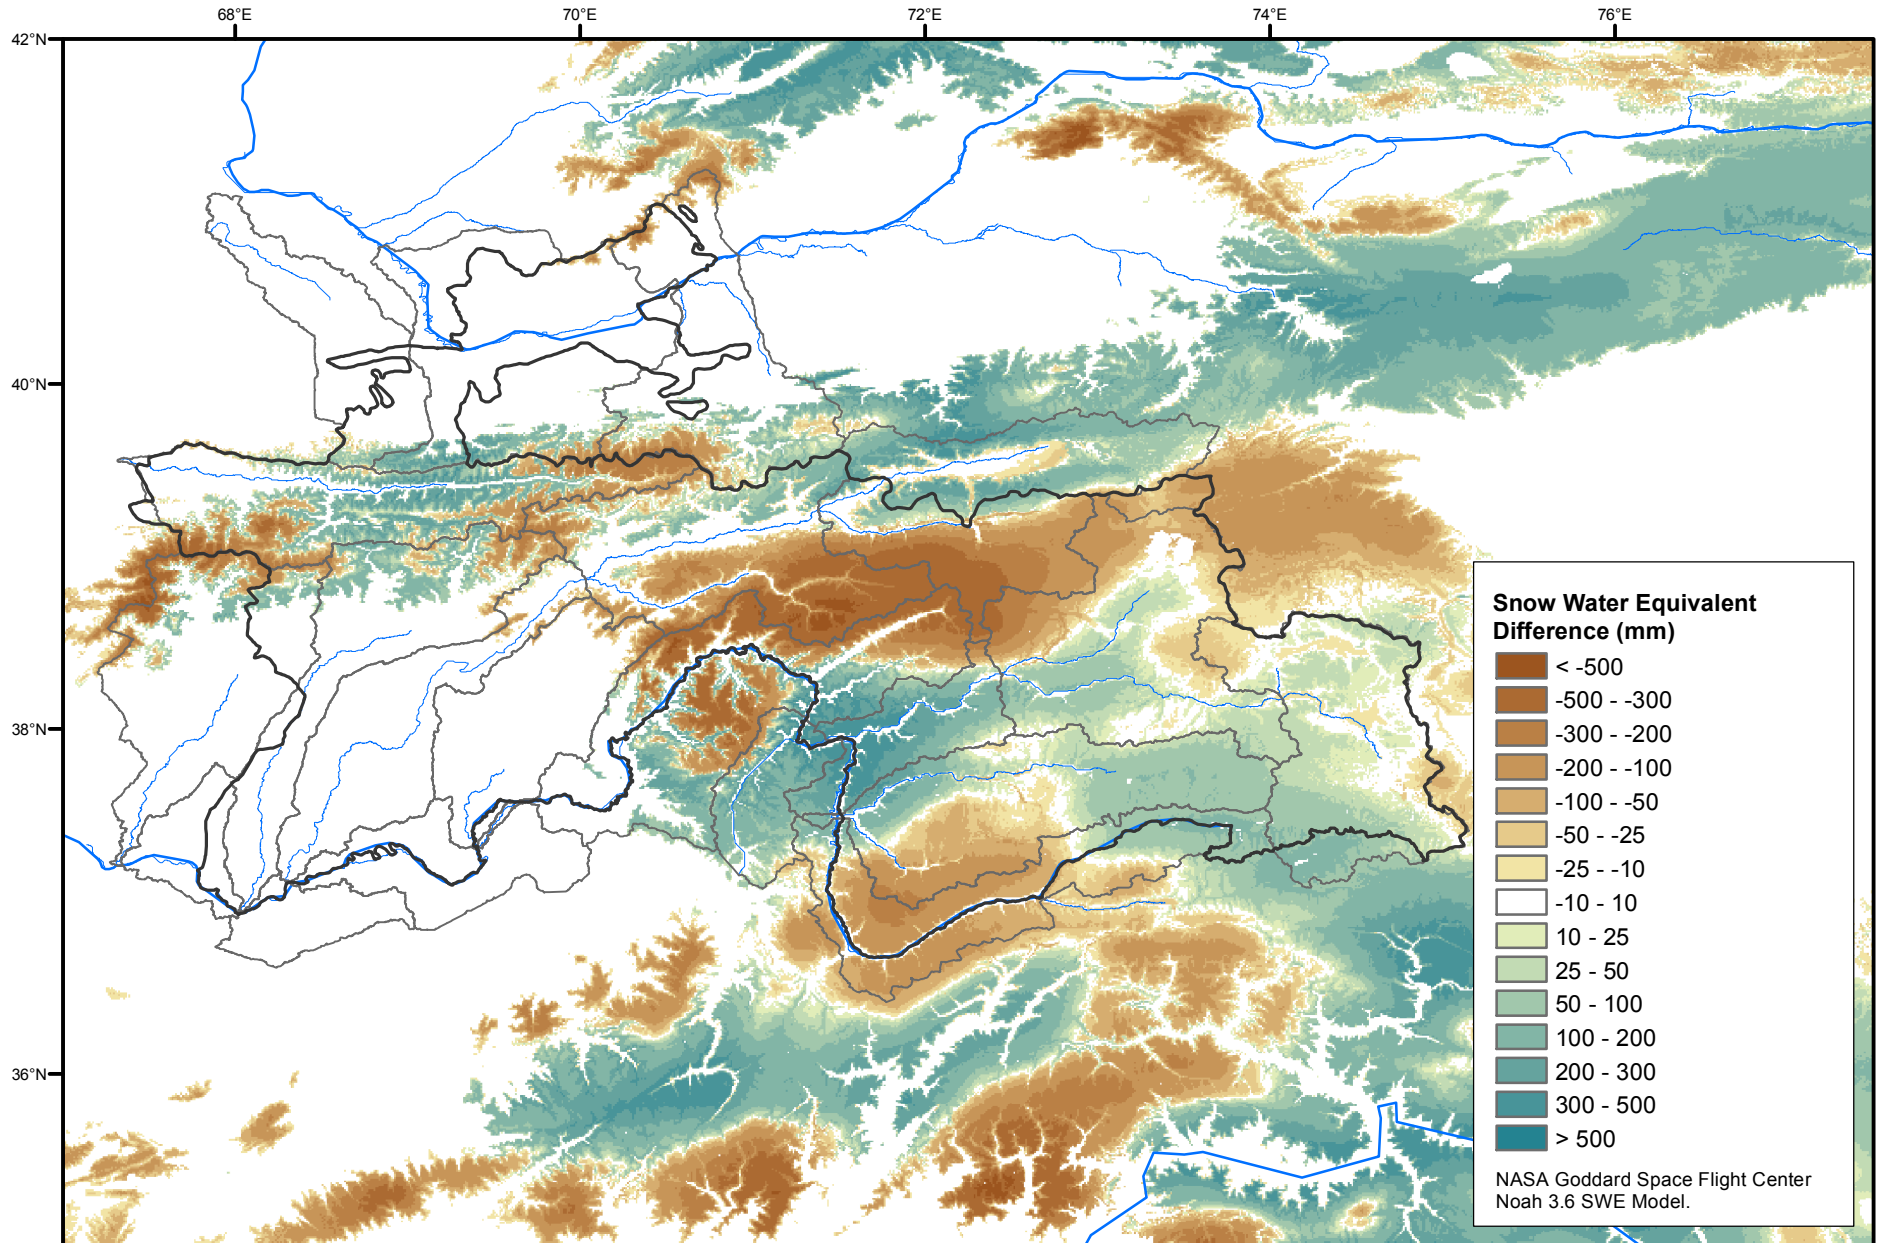 68°E
70°E
72°E
74°E
76°E
42°N
40°N
38°N
36°N
Snow Water Equivalent
Difference (mm)
< -500
-500 - -300
-300 - -200
-200 - -100
-100 - -50
-50 - -25
-25 - -10
-10 - 10
10 - 25
25 - 50
50 - 100
100 - 200
200 - 300
300 - 500
> 500
NASA Goddard Space Flight Center
Noah 3.6 SWE Model.